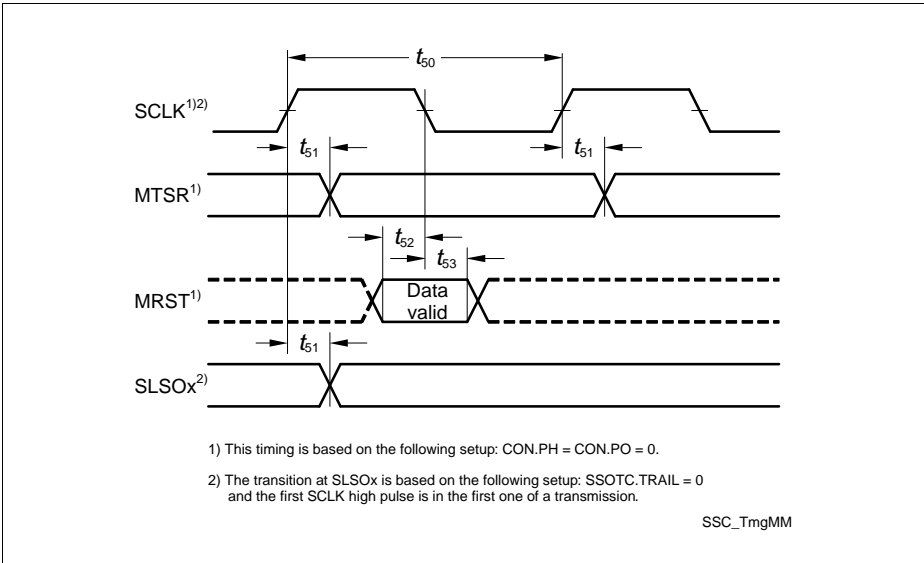 t50
SCLK1)2)
t51
t51
MTSR1)
t52
t53
MRST1)
Data
valid
t51
SLSOx2)
1) This timing is based on the following setup: CON.PH = CON.PO = 0.
2) The transition at SLSOx is based on the following setup: SSOTC.TRAIL = 0
and the first SCLK high pulse is in the first one of a transmission.
SSC_TmgMM